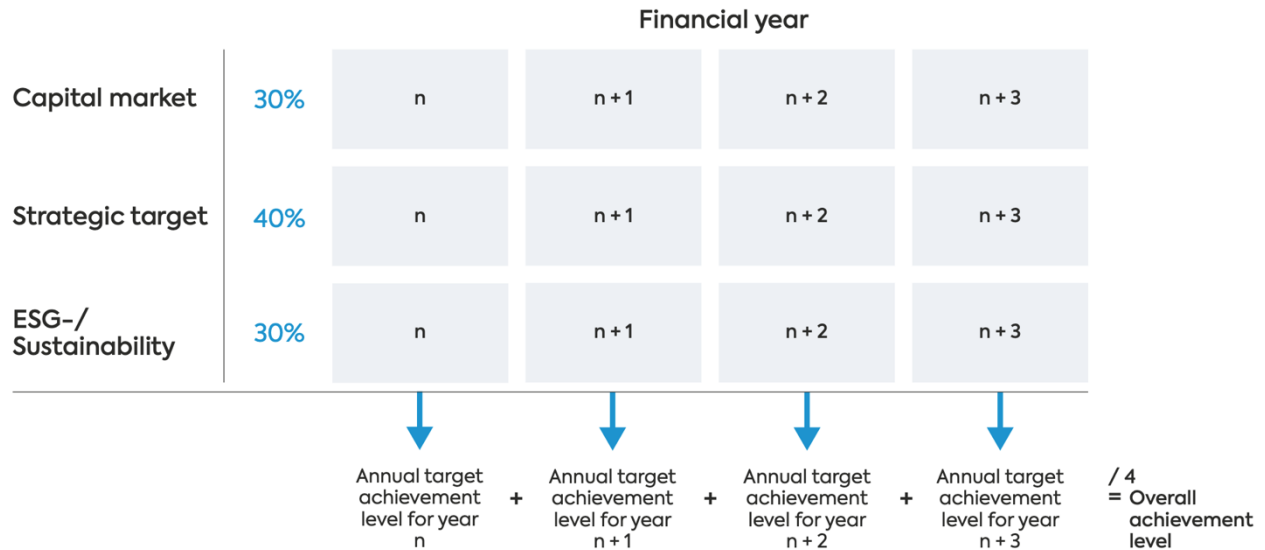 Financial year
Capital market 30% n n + 1 n + 2 n + 3
Strategic target 40% n n + 1 n + 2 n + 3
ESG-/
Sustainability 30% n n + 1 n + 2 n + 3
Annual target
achievement
level for year
n
+
Annual target
achievement
level for year
n + 1
+
Annual target
achievement
level for year
n + 2
+
Annual target
achievement
level for year
n + 3
/ 4
= Overall
achievement
level